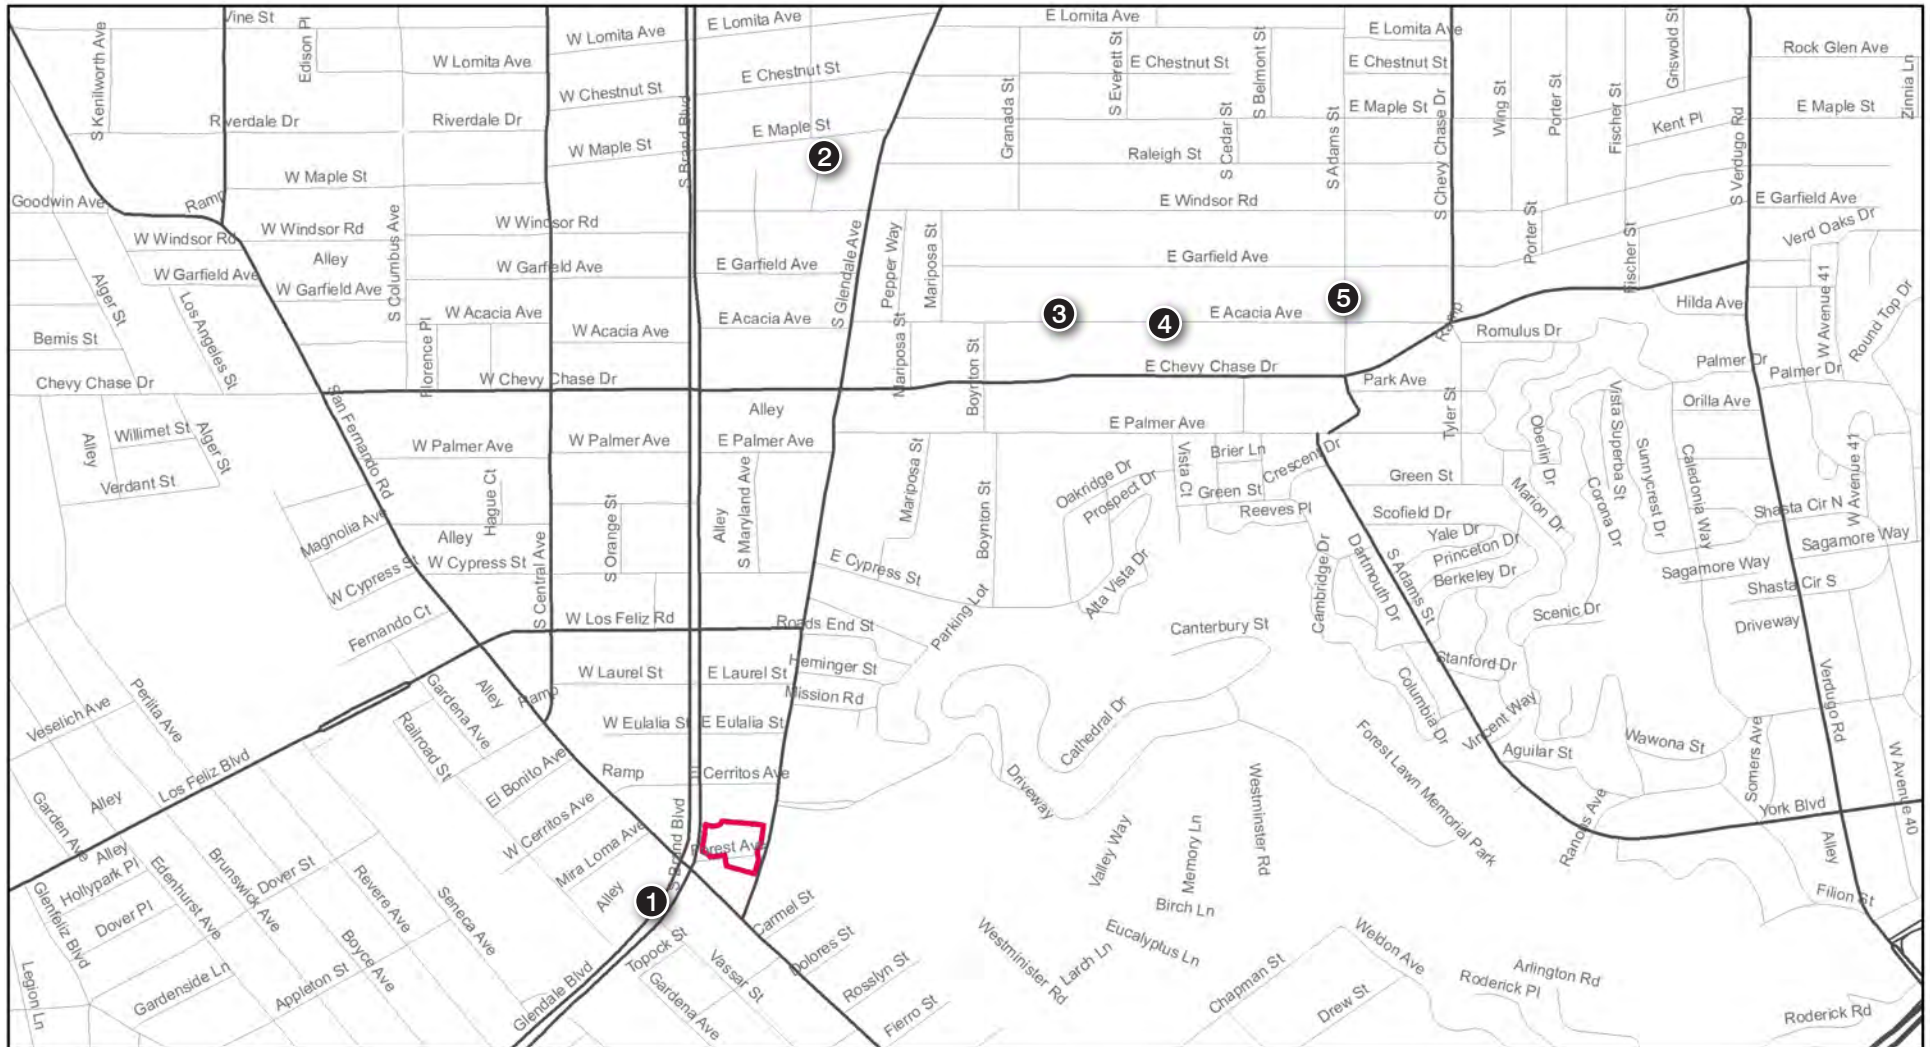 Vine St
E Lomita Ave
E Lomita Ave
W Lomita Ave
E Lomita Ave
S Kenilworth Ave
Edison Pl
S Everett St
S Belmont St
Griswold St
Rock Glen Ave
W Lomita Ave
E Chestnut St
E Chestnut St
E Chestnut St
Zinnia Ln
W Chestnut St
Granada St
Wing St
Porter St
Fischer St
S Brand Blvd
E Maple St
S Chevy Chase Dr
E Maple St
Riverdale Dr
Riverdale Dr
E Maple St
S Cedar St
S Adams St
Kent Pl
S Verdugo Rd
W Maple St
2
Raleigh St
W Maple St
Goodwin Ave
Ramp
E Windsor Rd
E Garfield Ave
W Windsor Rd
W Windsor Rd
W Windsor Rd
S Columbus Ave
S Glendale Ave
Pepper Way
Mariposa St
Porter St
Fischer St
Verd Oaks Dr
Alley
W Garfield Ave
W Garfield Ave
E Garfield Ave
E Garfield Ave
W Garfield Ave
Alger St
Los Angeles St
W Avenue 41
Round Top Dr
5
Hilda Ave
W Acacia Ave
E Acacia Ave
3
4
E Acacia Ave
Ramp
W Acacia Ave
Romulus Dr
Bemis St
Florence Pl
Mariposa St
Boynton St
E Chevy Chase Dr
Palmer Dr
Palmer Dr
Chevy Chase Dr
W Chevy Chase Dr
Park Ave
San Fernando Rd
Alley
Tyler St
Vista Superba St
Orilla Ave
Willimet St
Alger St
Alley
W Palmer Ave
W Palmer Ave
E Palmer Ave
E Palmer Ave
Oberlin Dr
Sunnycrest Dr
Caledonia Way
W Avenue 41
Verdant St
Hague Ct
S Orange St
Alley
S Maryland Ave
Mariposa St
Boynton St
Oakridge Dr
Prospect Dr
Vista Ct
Brier Ln
Crescent Dr
Green St
Green St
Reeves Pl
Marion Dr
Corona Dr
Shasta Cir N
Magnolia Ave
Alley
Scofield Dr
Yale Dr
Princeton Dr
Sagamore Way
W Cypress St
W Cypress St
S Central Ave
E Cypress St
Alta Vista Dr
Cambridge Dr
Dartmouth Dr
S Adams St
Berkeley Dr
Sagamore Way
Shasta Cir S
Fernando Ct
W Los Feliz Rd
Roads End St
Parking Lot
Canterbury St
Scenic Dr
Driveway
W Laurel St
E Laurel St
Heminger St
Stanford Dr
Verdugo Rd
Veselich Ave
Perlita Ave
Gardena Ave
Alley
Ramp
Mission Rd
Columbia Dr
Vincent Way
Railroad St
W Eulalia St
E Eulalia St
Cathedral Dr
Forest Lawn Memorial Park
Aguilar St
Wawona St
Somers Ave
W Avenue 40
Los Feliz Blvd
El Bonito Ave
Ramp
E Cerritos Ave
Driveway
Westminster Rd
Garden Ave
Alley
W Cerritos Ave
S Brand Blvd
York Blvd
Alley
Hollypark Pl
Edenhurst Ave
Brunswick Ave
Dover St
Mira Loma Ave
Forest Ave
Valley Way
Memory Ln
Ranons Ave
Alley
Glenfeliz Blvd
Dover Pl
Revere Ave
Seneca Ave
Alley
1
Carmel St
Birch Ln
Filion St
Boyce Ave
Topock St
Vassar St
Dolores St
Westminister Rd
Larch Ln
Eucalyptus Ln
Weldon Ave
Legion Ln
Gardenside Ln
Appleton St
Glendale Blvd
Gardena Ave
Rosslyn St
Fierro St
Chapman St
Drew St
Roderick Pl
Arlington Rd
Roderick Rd